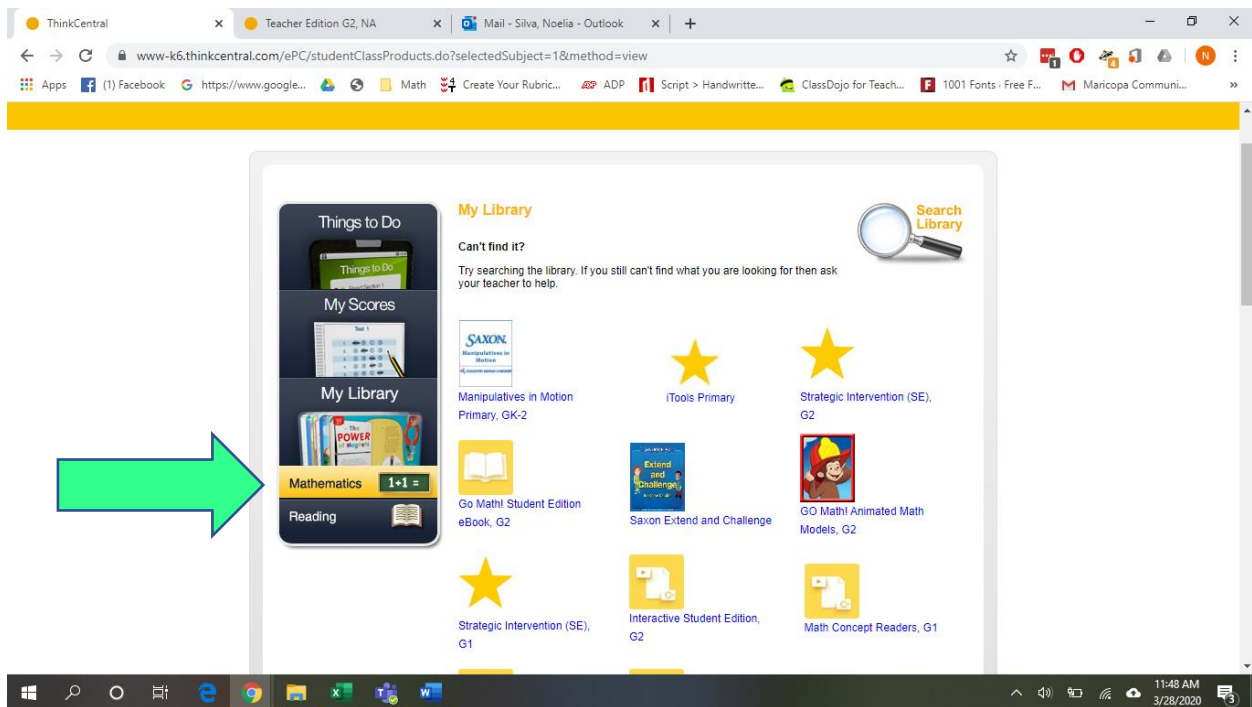 ThinkCentral
Teacher Edition G2, NA
Mail - Silva, Noelia - Outlook
www-k6.thinkcentral.com/ePC/studentClassProducts.do?selectedSubject=1&method=view
Apps
(1) Facebook
https://www.google...
Math
Create Your Rubric...
ADP
Script > Handwritte...
ClassDojo for Teach...
1001 Fonts - Free F...
Maricopa Communi...
Things to Do
Things to Do
My Scores
Test 1
My Library
The
POWER
of Magnets
Mathematics
1+1 =
Reading
My Library
Search
Library
Can't find it?
Try searching the library. If you still can't find what you are looking for then ask
your teacher to help.
SAXON
Manipulatives in
Motion
Manipulatives in Motion
Primary, GK-2
iTools Primary
Strategic Intervention (SE),
G2
Go Math! Student Edition
eBook, G2
Extend
and
Challenge
Saxon Extend and Challenge
GO Math! Animated Math
Models, G2
Strategic Intervention (SE),
G1
Interactive Student Edition,
G2
Math Concept Readers, G1
11:48 AM
3/28/2020